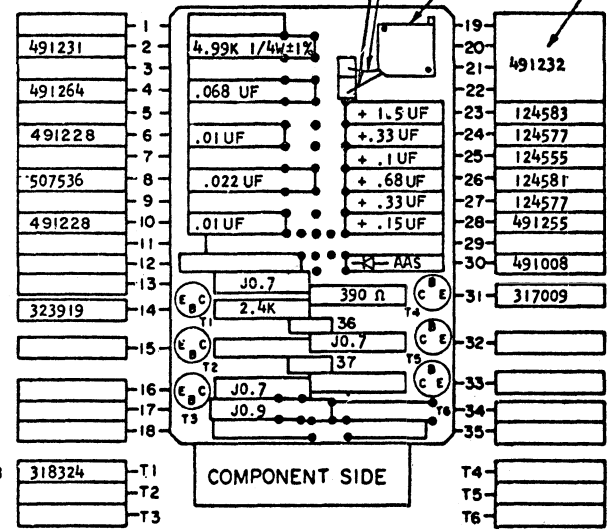 1 19
491231 2 4.99K 1/4W±1% 20
3 21 491232
491264 4 .068 UF 22
5 + 1.5 UF 23 124583
491228 6 .01 UF + .33 UF 24 124577
7 + .1 UF 25 124555
507536 8 .022 UF + .68 UF 26 124581
9 + .33 UF 27 124577
491228 10 .01 UF + .15 UF 28 491255
11 29
12 AAS 30 491008
13 J0.7 390 Ω C B E 31 317009
323919 14 E B C T1 2.4K T4
36
15 E B C T2 J0.7 C B E 32
37 T5
16 E B C J0.7 C B E 33
17 T3 J0.9 T6 34
18 35
318324 T1 COMPONENT SIDE T4
T2 T5
T3 T6